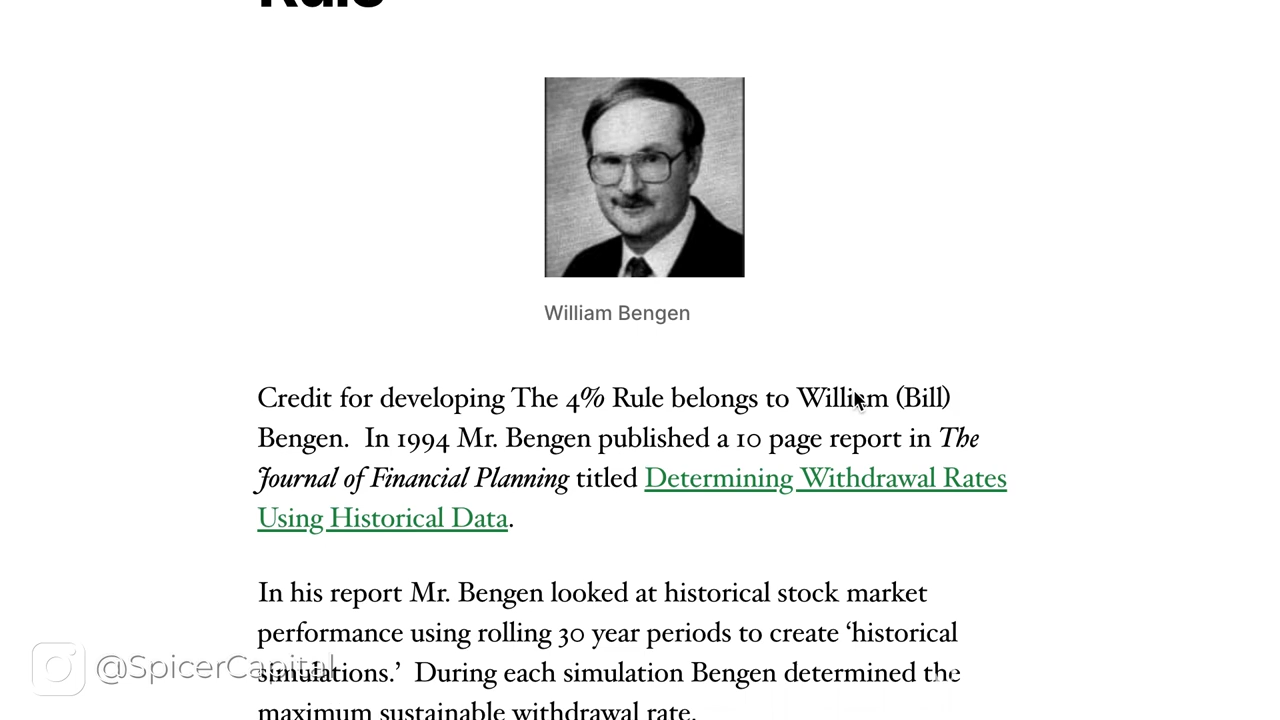 Rule
William Bengen
Credit for developing The 4% Rule belongs to William (Bill)
Bengen. In 1994 Mr. Bengen published a 10 page report in The
Journal of Financial Planning titled Determining Withdrawal Rates
Using Historical Data.
In his report Mr. Bengen looked at historical stock market
performance using rolling 30 year periods to create ‘historical
simulations.’ During each simulation Bengen determined the
@SpicerCapital
maximum sustainable withdrawal rate.